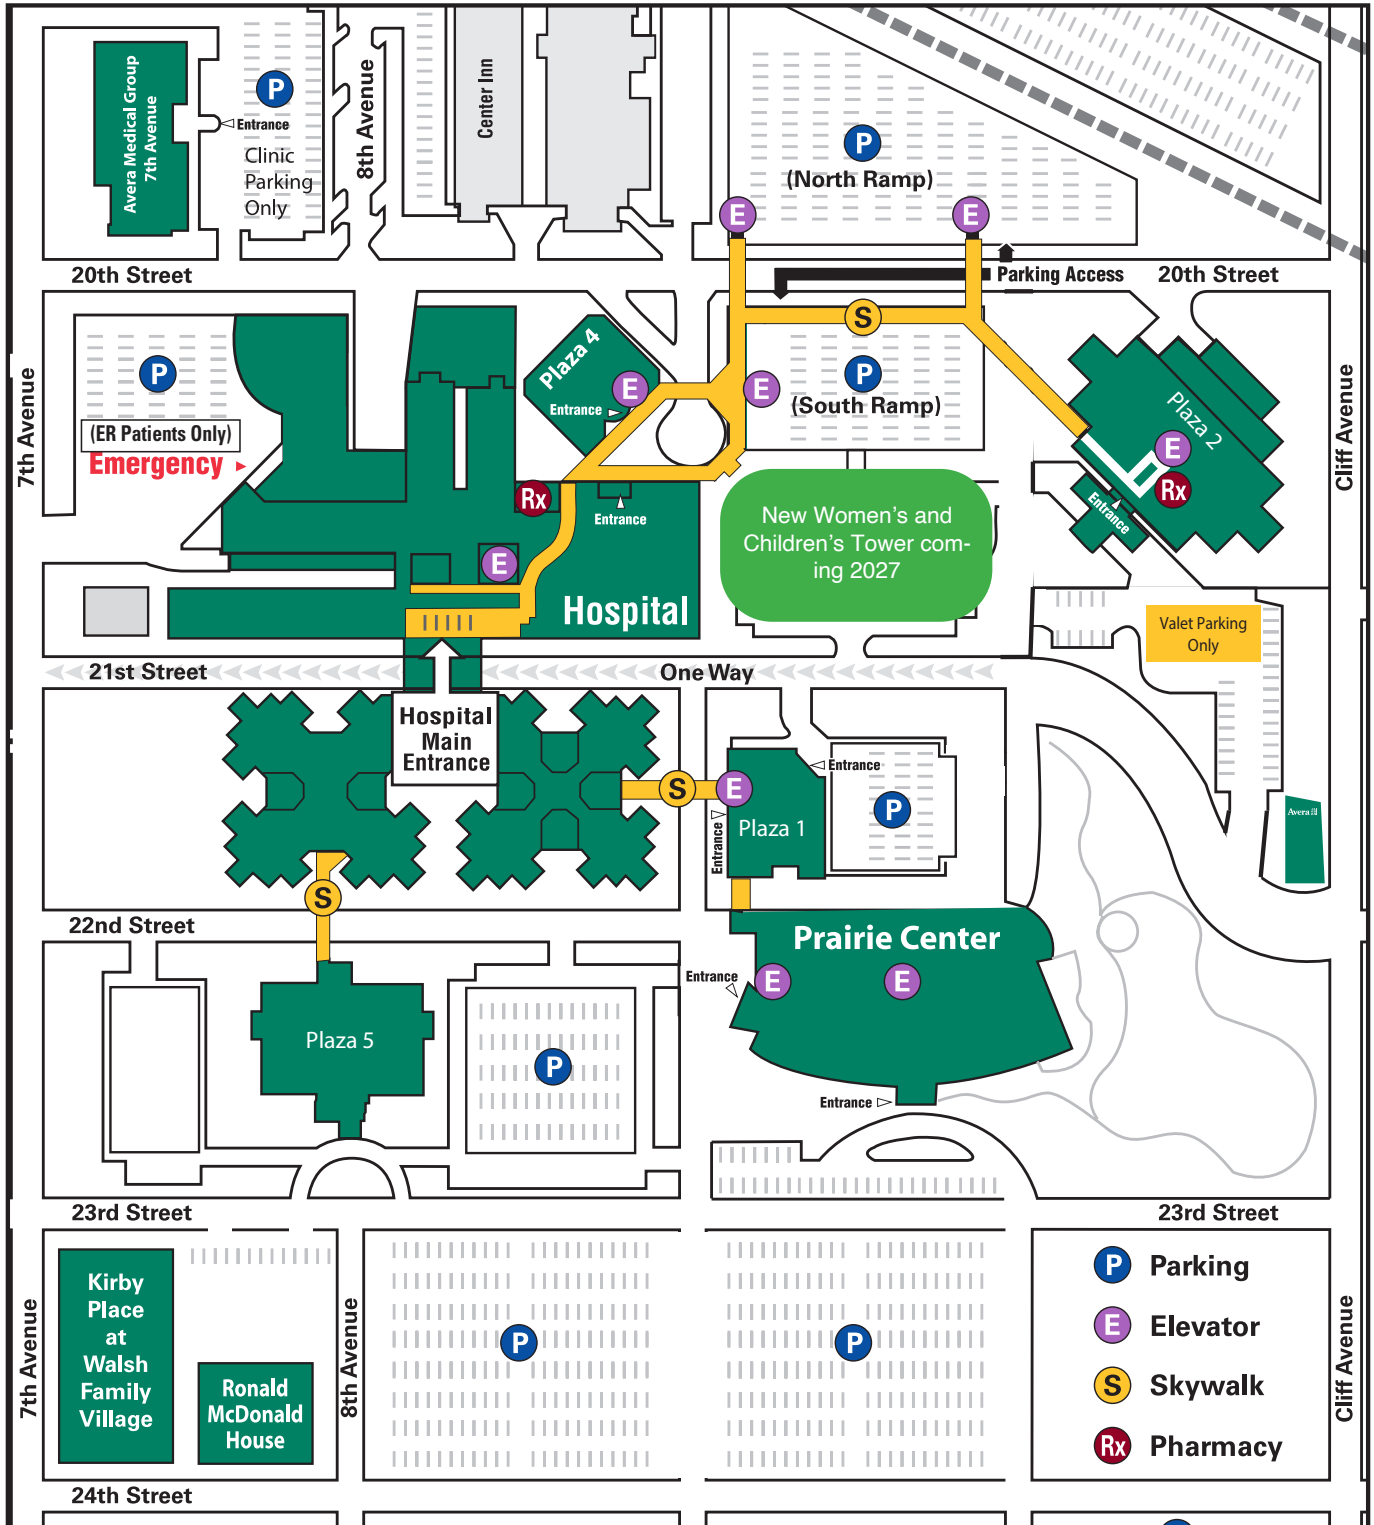 Avera Medical Group
7th Avenue
P
Entrance
Clinic
Parking
Only
8th Avenue
Center Inn
P
(North Ramp)
E
E
20th Street
Parking Access
20th Street
S
P
(South Ramp)
E
Plaza 4
E
Entrance
P
(ER Patients Only)
Emergency
7th Avenue
Cliff Avenue
Plaza 2
E
Rx
Entrance
Rx
Entrance
E
Hospital
New Women's and
Children's Tower com-
ing 2027
Valet Parking
Only
21st Street
One Way
Hospital
Main
Entrance
S
E
Entrance
Entrance
Plaza 1
P
Avera
S
22nd Street
Prairie Center
Entrance
E
E
Plaza 5
P
Entrance
23rd Street
23rd Street
Kirby
Place
at
Walsh
Family
Village
Ronald
McDonald
House
7th Avenue
8th Avenue
P
P
P Parking
E Elevator
S Skywalk
Rx Pharmacy
Cliff Avenue
24th Street